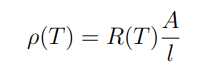 ρ(T) = R(T) A/l